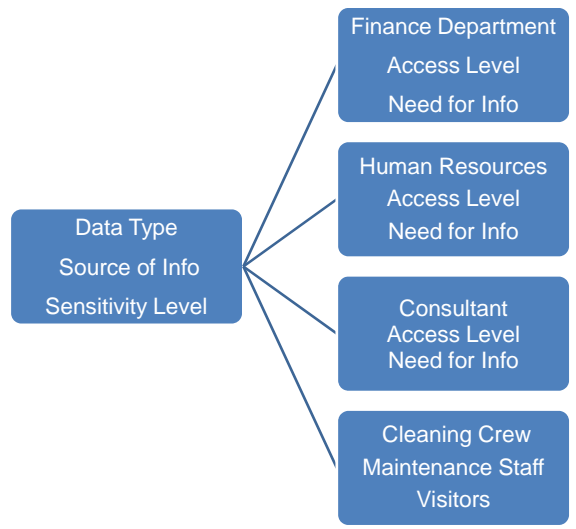 Finance Department
Access Level
Need for Info
Human Resources
Access Level
Need for Info
Data Type
Source of Info
Sensitivity Level
Consultant
Access Level
Need for Info
Cleaning Crew
Maintenance Staff
Visitors